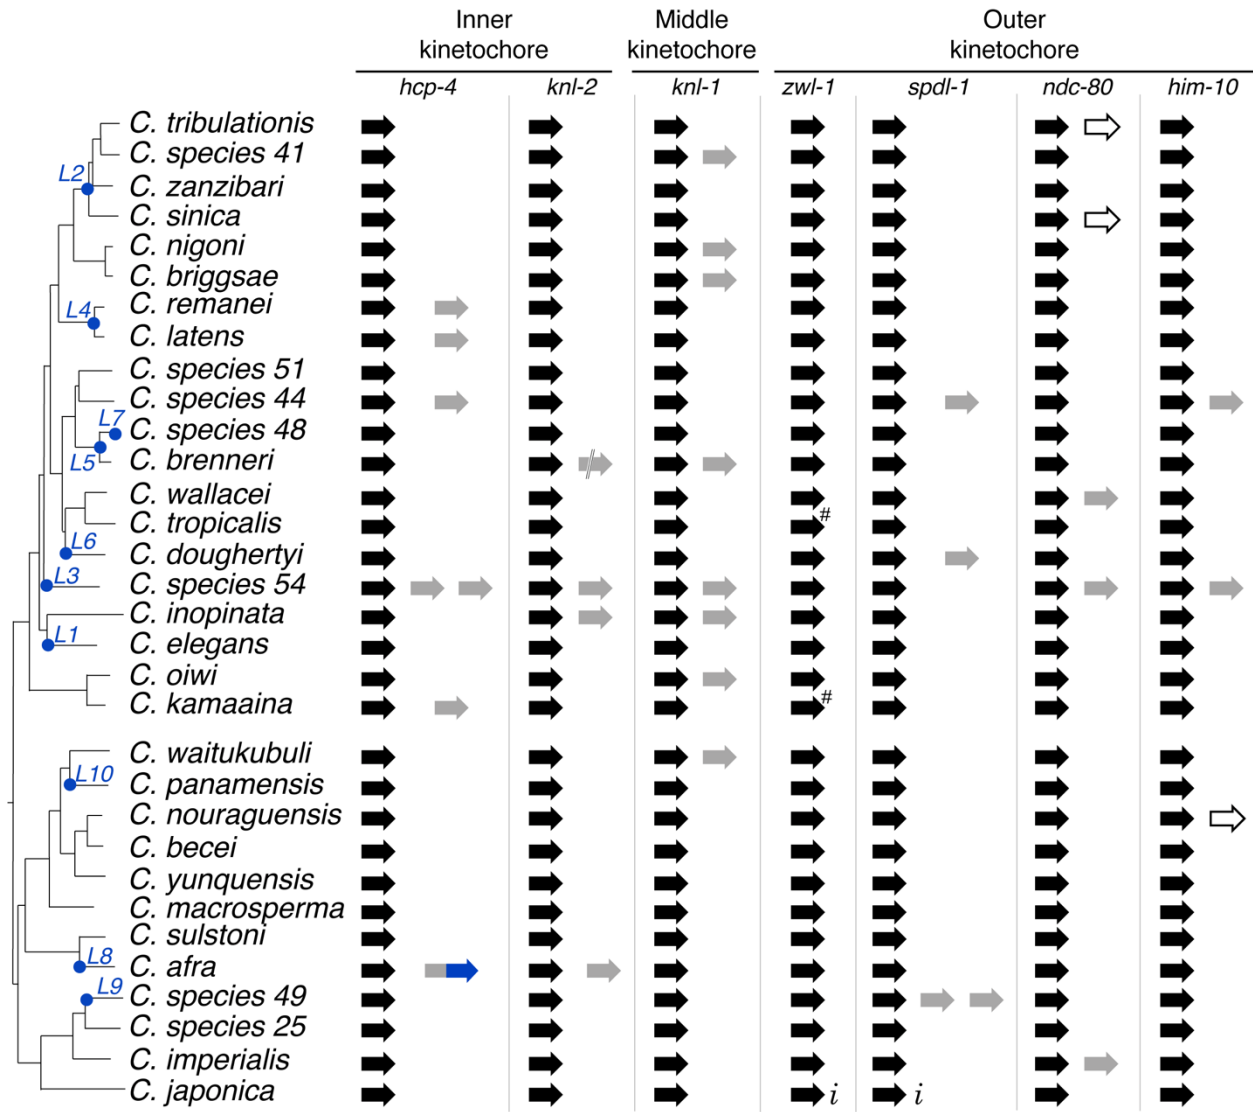 Inner kinetochore
Middle kinetochore
Outer kinetochore
hcp-4 knl-2 knl-1 zwl-1 spdl-1 ndc-80 him-10
C. tribulationis
C. species 41
L2
C. zanzibari
C. sinica
C. nigoni
C. briggsae
C. remanei
L4
C. latens
C. species 51
C. species 44
L7
C. species 48
L5
C. brenneri
C. wallacei
#
C. tropicalis
L6
C. doughertyi
L3
C. species 54
C. inopinata
L1
C. elegans
C. oiwi
#
C. kamaaina
C. waitukubuli
L10
C. panamensis
C. nouraguensis
C. becei
C. yunquensis
C. macrosperma
C. sulstoni
L8
C. afra
L9
C. species 49
C. species 25
C. imperialis
C. japonica i i